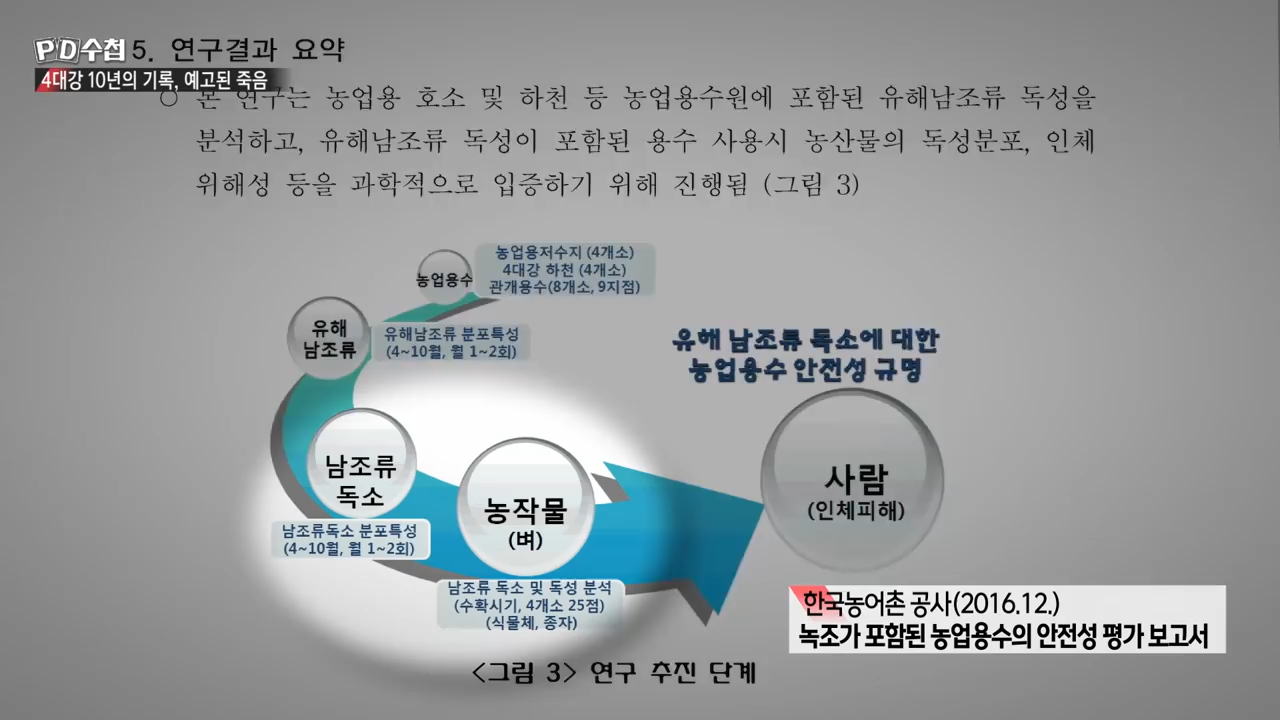 PD수첩
4대강 10년의 기록, 예고된 죽음
5. 연구결과 요약
○ 본 연구는 농업용 호소 및 하천 등 농업용수원에 포함된 유해남조류 독성을
분석하고, 유해남조류 독성이 포함된 용수 사용시 농산물의 독성분포, 인체
위해성 등을 과학적으로 입증하기 위해 진행됨 (그림 3)
농업용수
농업용저수지 (4개소)
4대강 하천 (4개소)
관개용수(8개소, 9지점)
유해
남조류
유해남조류 분포특성
(4~10월, 월 1~2회)
유해 남조류 독소에 대한
농업용수 안전성 규명
남조류
독소
남조류독소 분포특성
(4~10월, 월 1~2회)
농작물
(벼)
남조류 독소 및 독성 분석
(수확시기, 4개소 25점)
(식물체, 종자)
사람
(인체피해)
한국농어촌 공사(2016.12.)
녹조가 포함된 농업용수의 안전성 평가 보고서
<그림 3> 연구 추진 단계